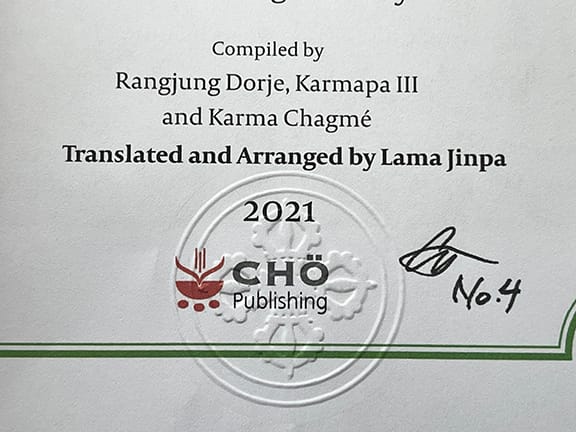 Compiled by
Rangjung Dorje, Karmapa III
and Karma Chagmé
Translated and Arranged by Lama Jinpa
2021
CHÖ
Publishing
No.4